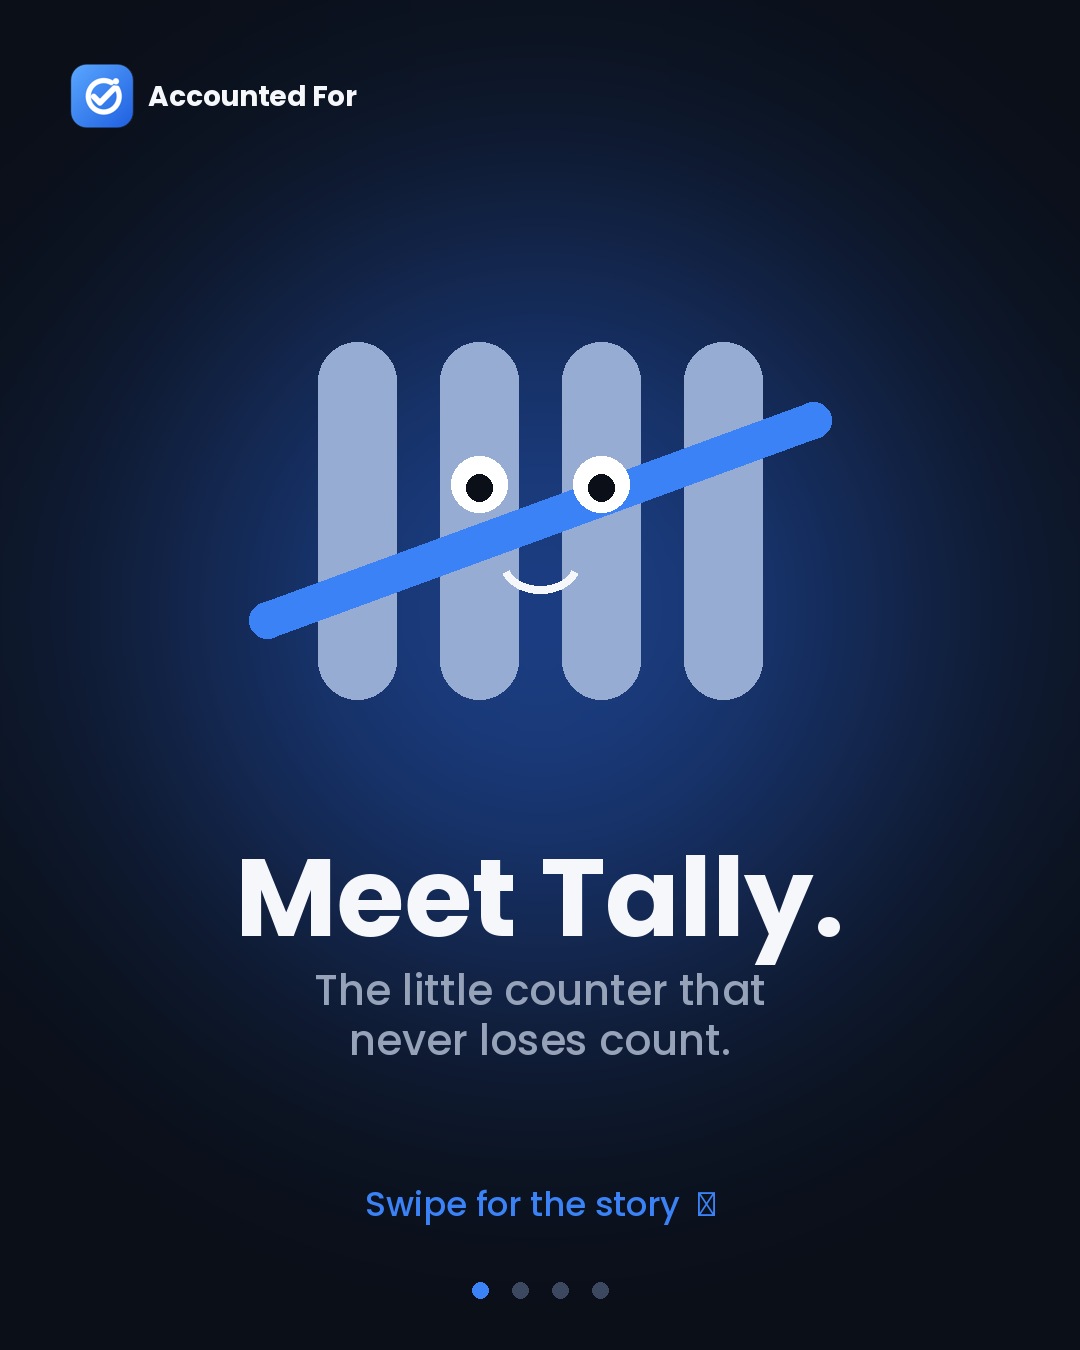 Accounted For
Meet Tally.
The little counter that
never loses count.
Swipe for the story